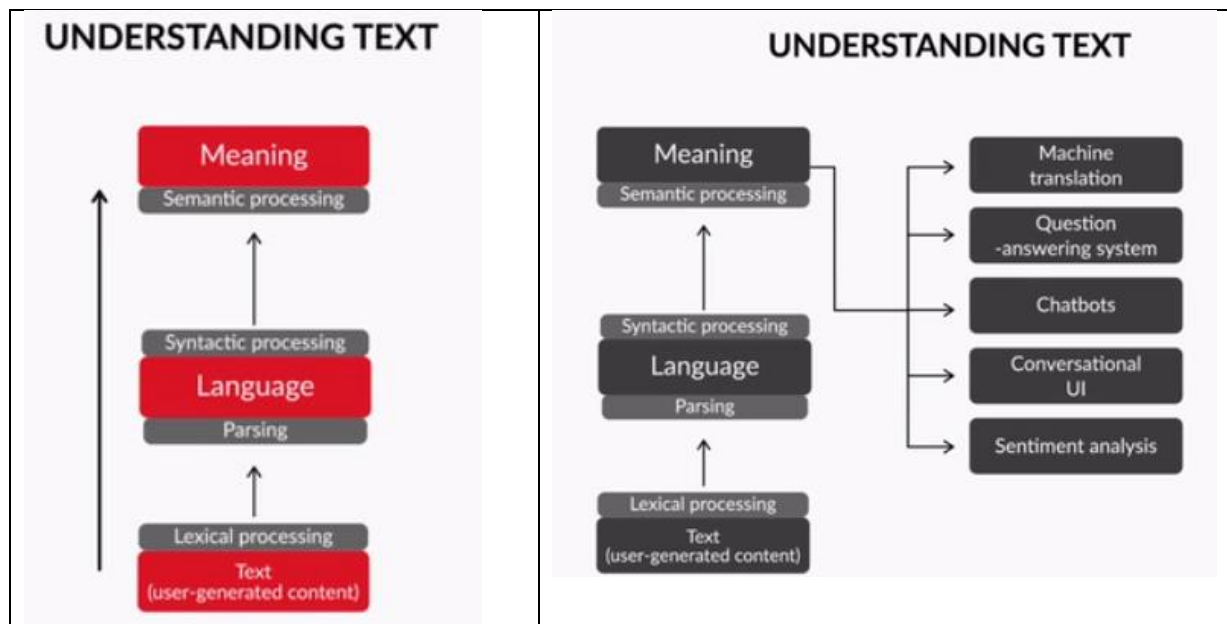 UNDERSTANDING TEXT
Meaning
Semantic processing
Syntactic processing
Language
Parsing
Lexical processing
Text
(user-generated content)
UNDERSTANDING TEXT
Meaning
Semantic processing
Syntactic processing
Language
Parsing
Lexical processing
Text
(user-generated content)
Machine
translation
Question
-answering system
Chatbots
Conversational
UI
Sentiment analysis